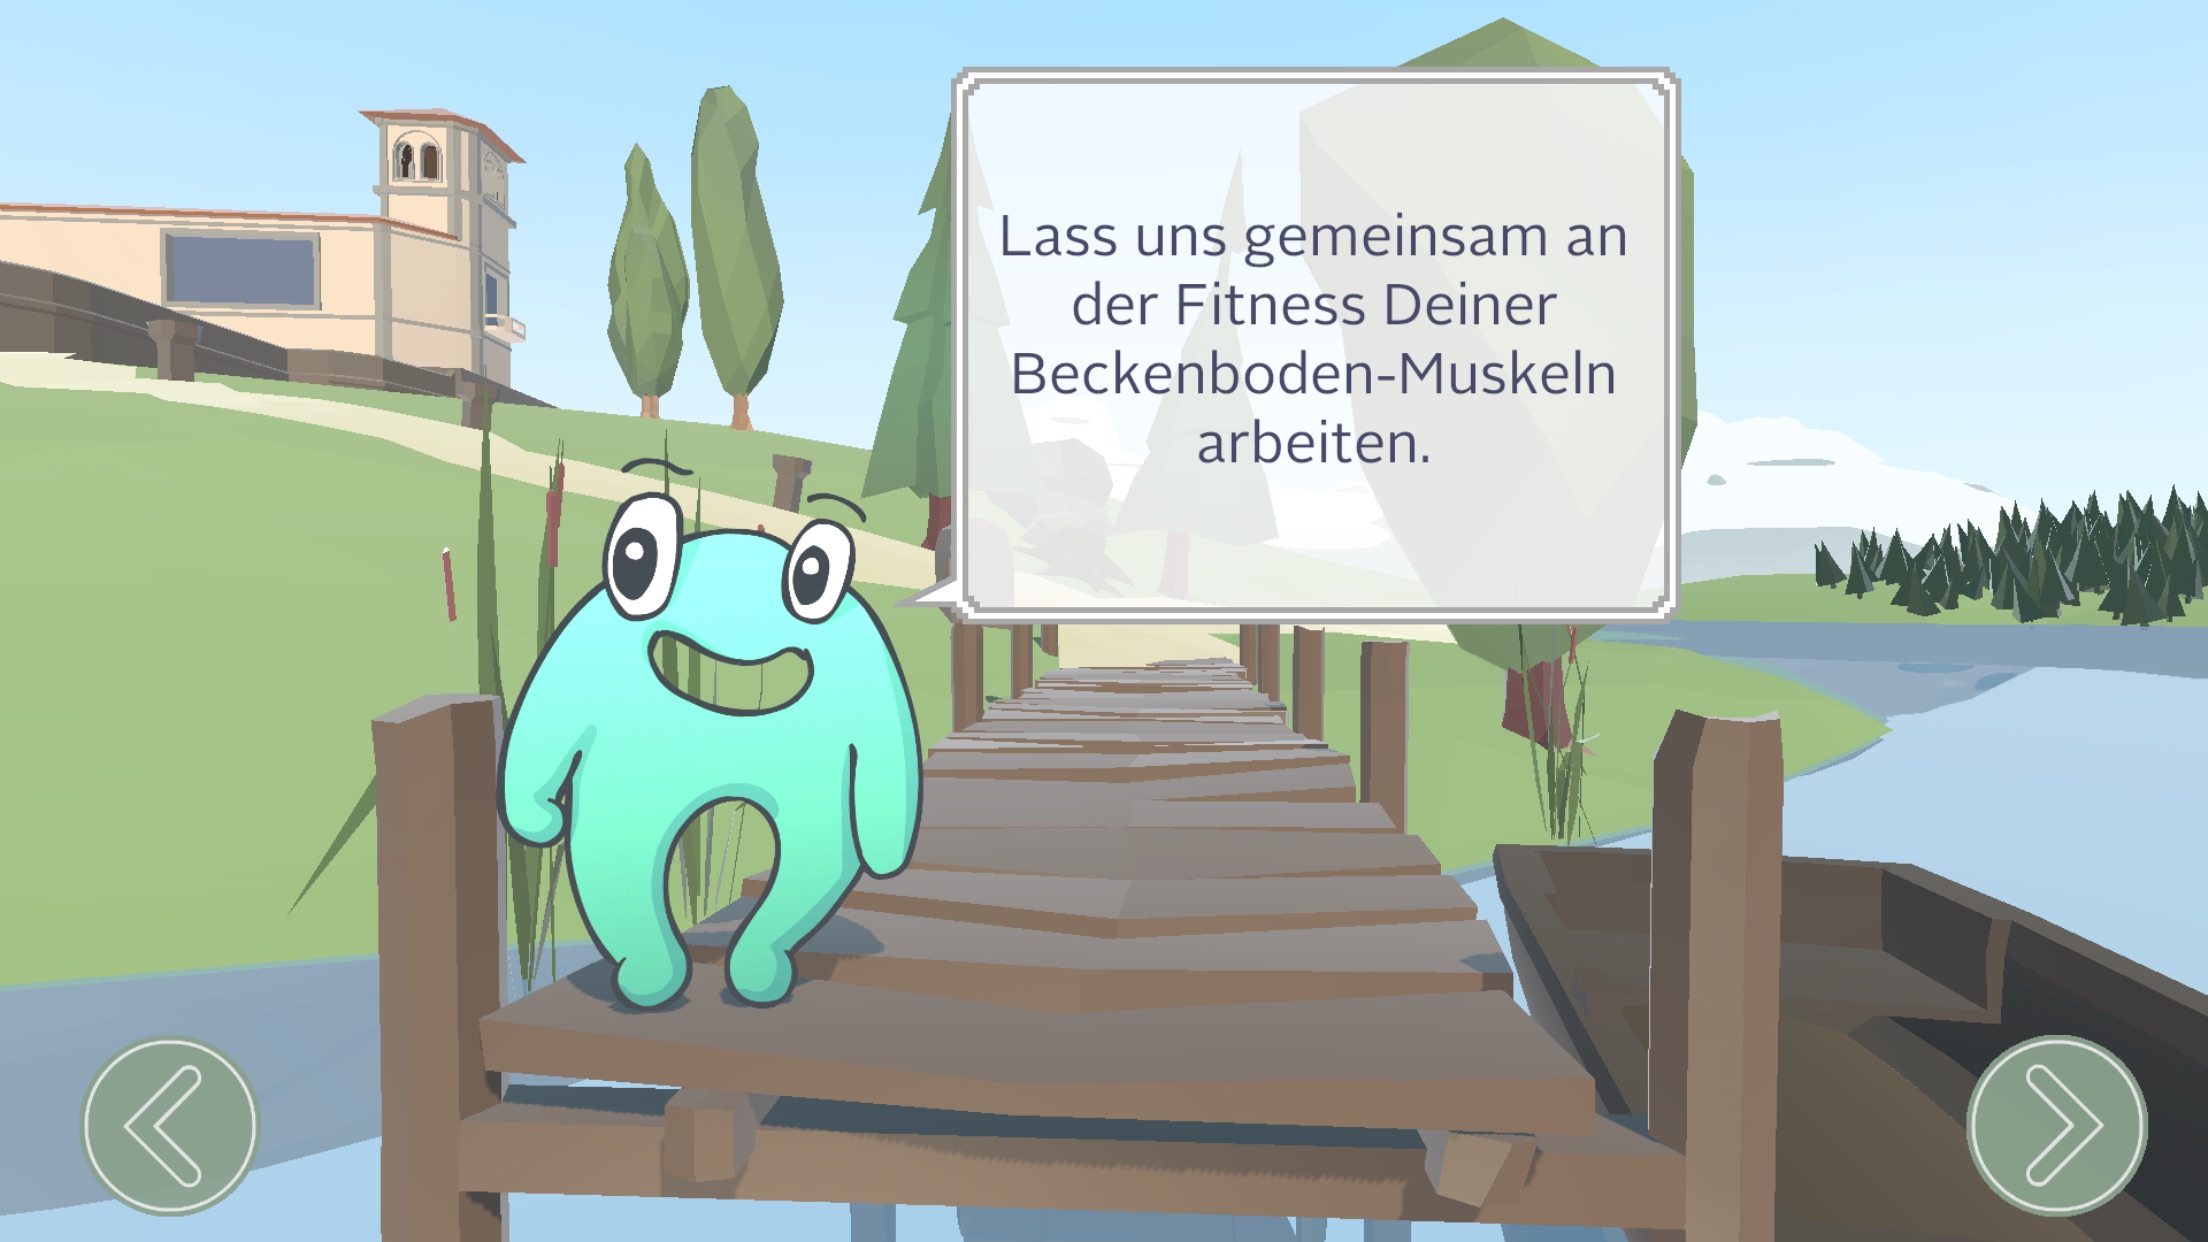 Lass uns gemeinsam an
der Fitness Deiner
Beckenboden-Muskeln
arbeiten.